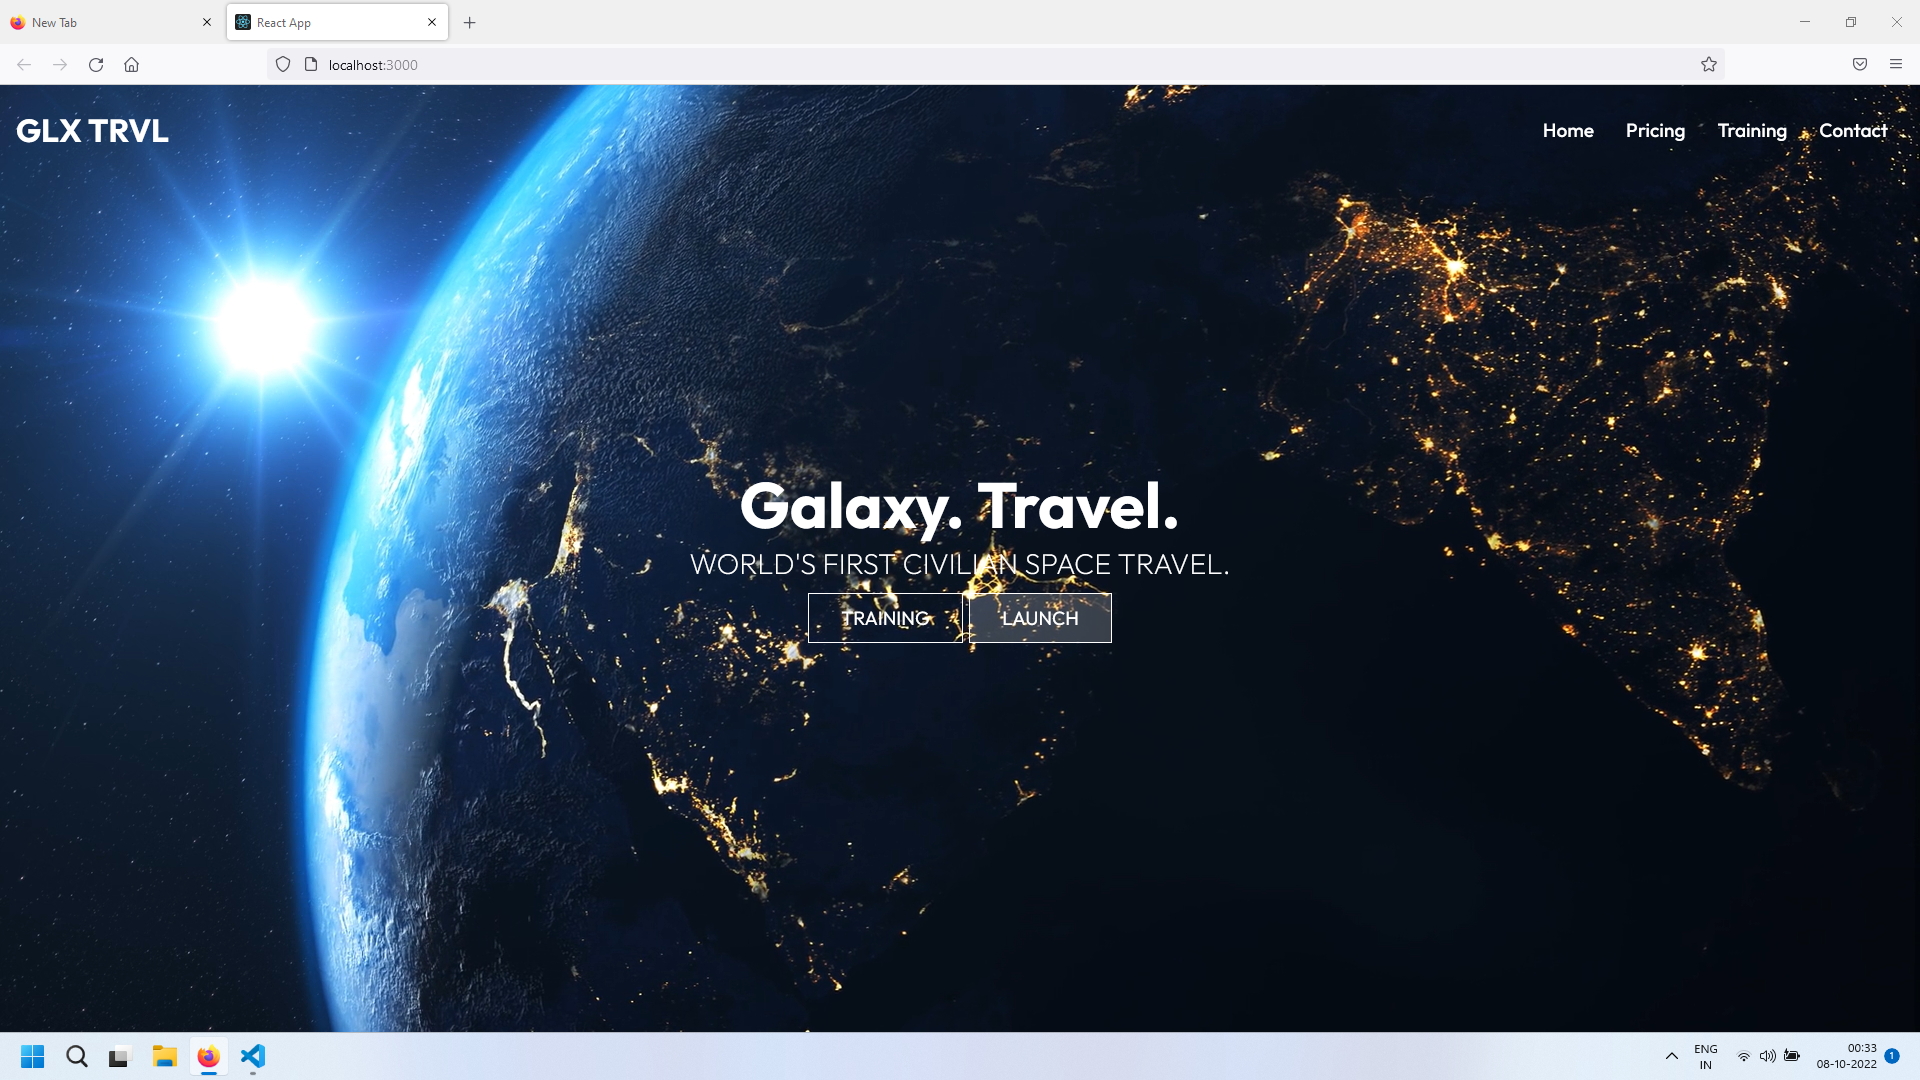 New Tab
React App
localhost:3000
GLX TRVL
Home Pricing Training Contact
Galaxy. Travel.
WORLD'S FIRST CIVILIAN SPACE TRAVEL.
TRAINING LAUNCH
ENG
IN
00:33
08-10-2022
1